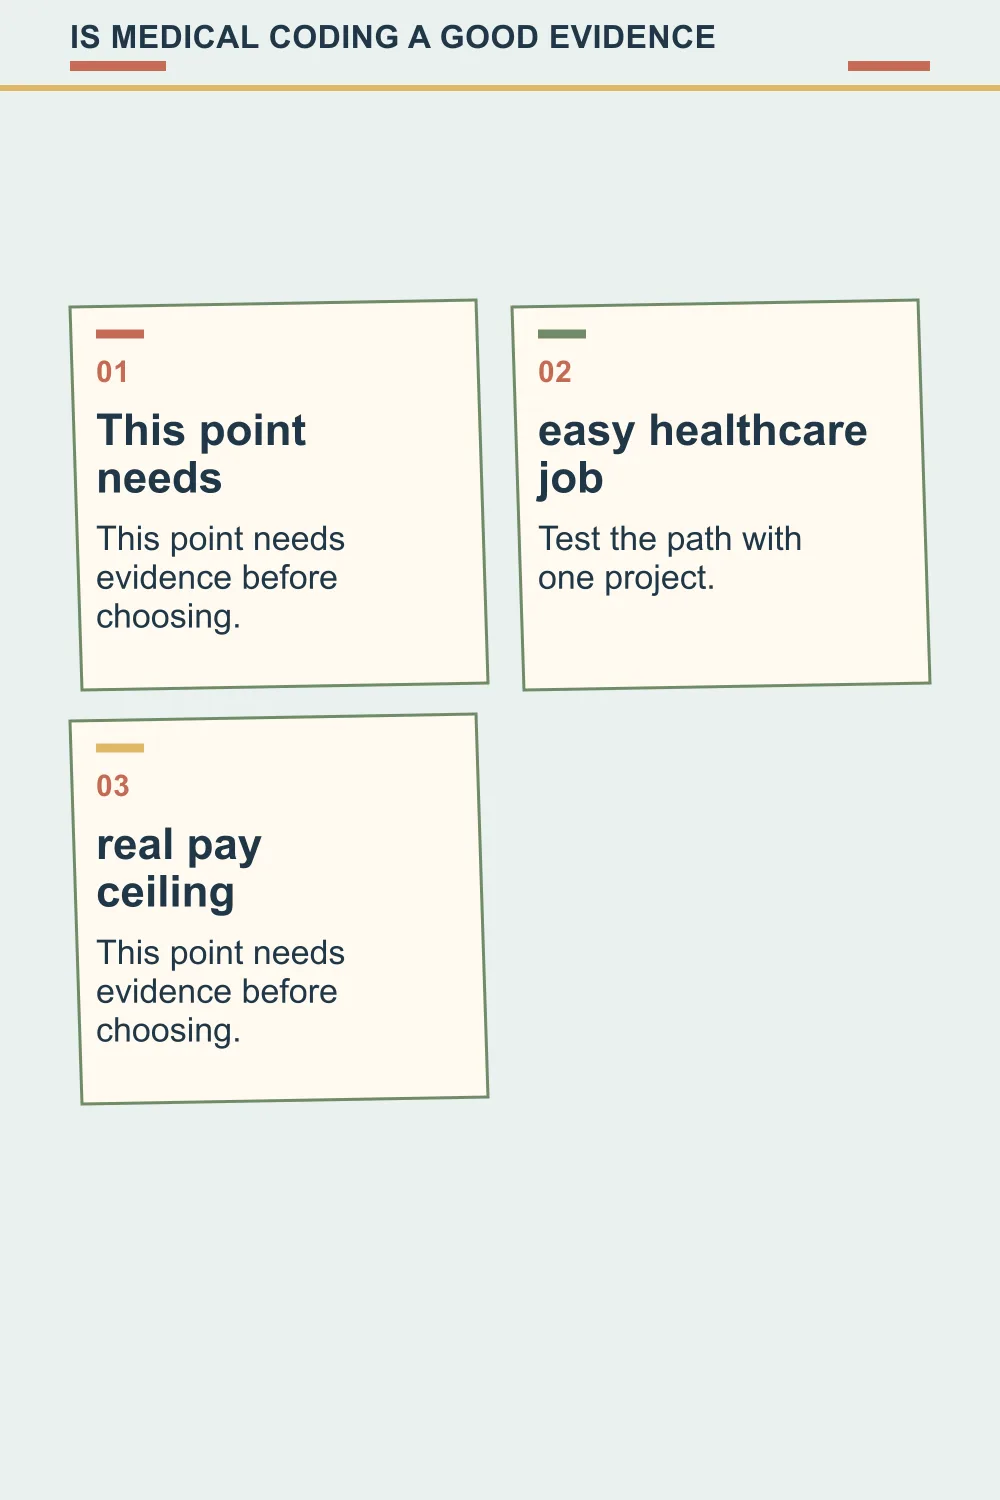 IS MEDICAL CODING A GOOD EVIDENCE
01
This point
needs
This point needs
evidence before
choosing.
02
easy healthcare
job
Test the path with
one project.
03
real pay
ceiling
This point needs
evidence before
choosing.